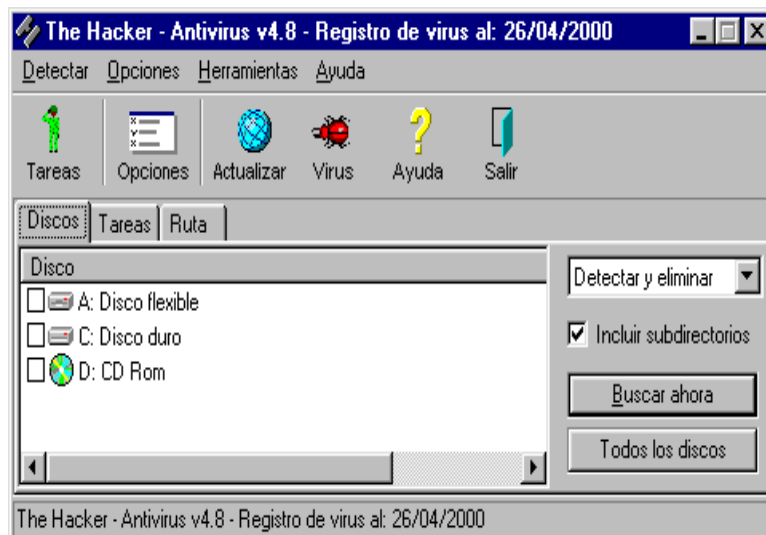 The Hacker - Antivirus v4.8 - Registro de virus al: 26/04/2000
Detectar Opciones Herramientas Ayuda
Tareas Opciones Actualizar Virus Ayuda Salir
Discos Tareas Ruta
Disco
A: Disco flexible
C: Disco duro
D: CD Rom
Detectar y eliminar
Incluir subdirectorios
Buscar ahora
Todos los discos
The Hacker - Antivirus v4.8 - Registro de virus al: 26/04/2000